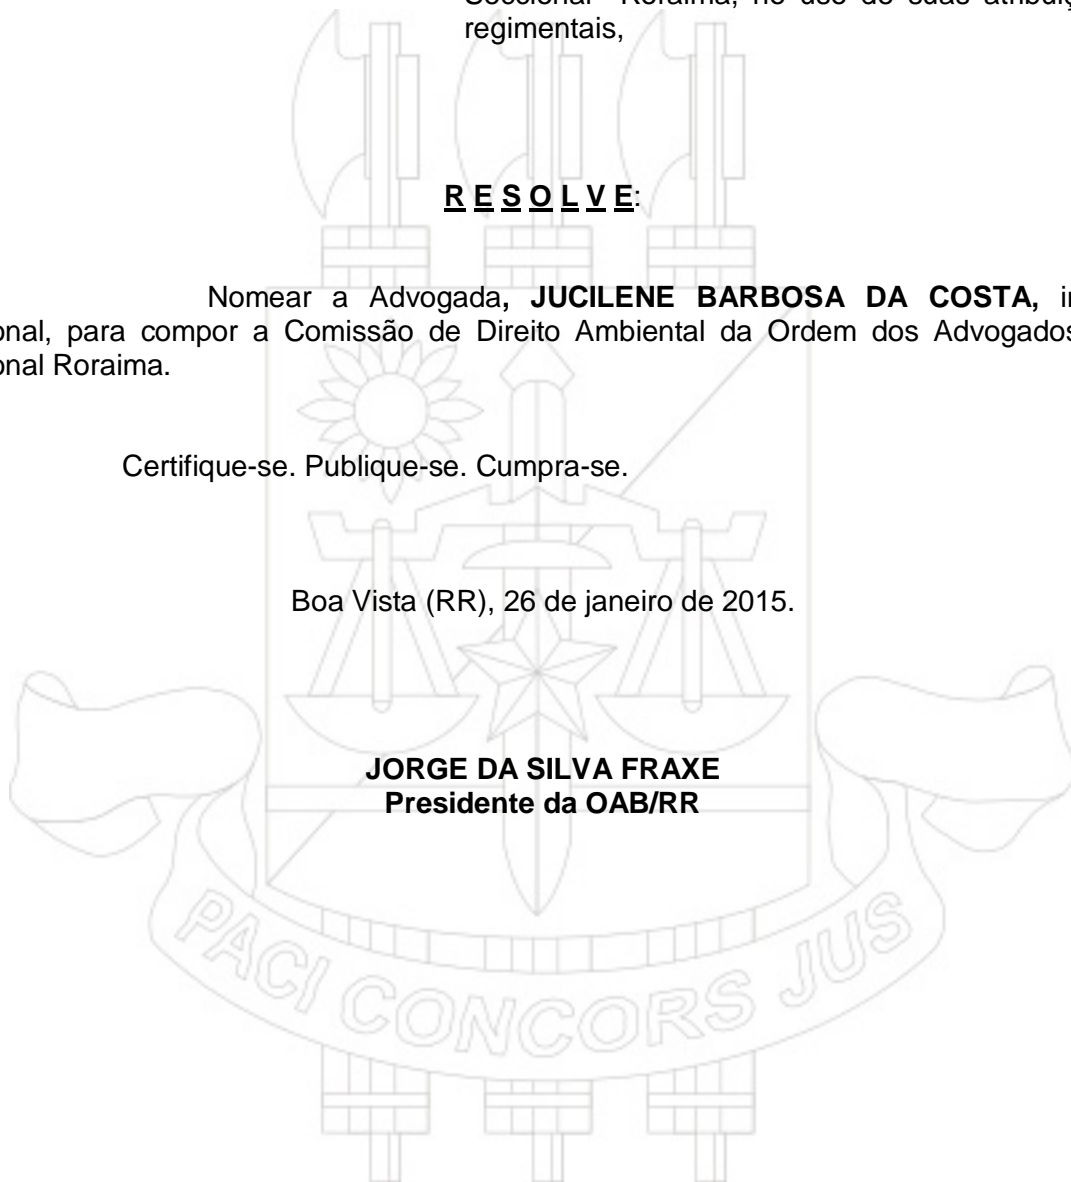 Seccional Roraima, no uso de suas atribuiç
regimentais,
R E S O L V E:
Nomear a Advogada, JUCILENE BARBOSA DA COSTA, in
onal, para compor a Comissão de Direito Ambiental da Ordem dos Advogados
onal Roraima.
Certifique-se. Publique-se. Cumpra-se.
Boa Vista (RR), 26 de janeiro de 2015.
JORGE DA SILVA FRAXE
Presidente da OAB/RR
PACI CONCORS JUS